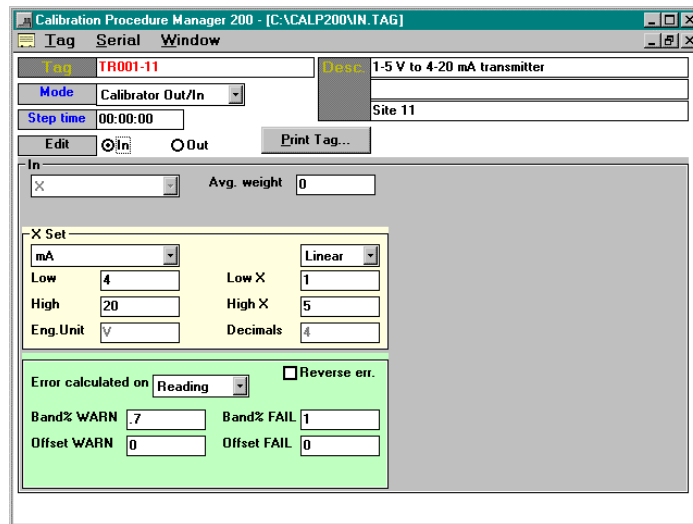 Calibration Procedure Manager 200 - [C:\CALP200\IN.TAG]
Tag Serial Window
Tag TR001-11 Desc. 1-5 V to 4-20 mA transmitter
Mode Calibrator Out/In
Site 11
Step time 00:00:00
Edit In Out Print Tag...
In
X Avg. weight 0
X Set
mA Linear
Low 4 Low X 1
High 20 High X 5
Eng.Unit V Decimals 4
Error calculated on Reading Reverse err.
Band% WARN .7 Band% FAIL 1
Offset WARN 0 Offset FAIL 0